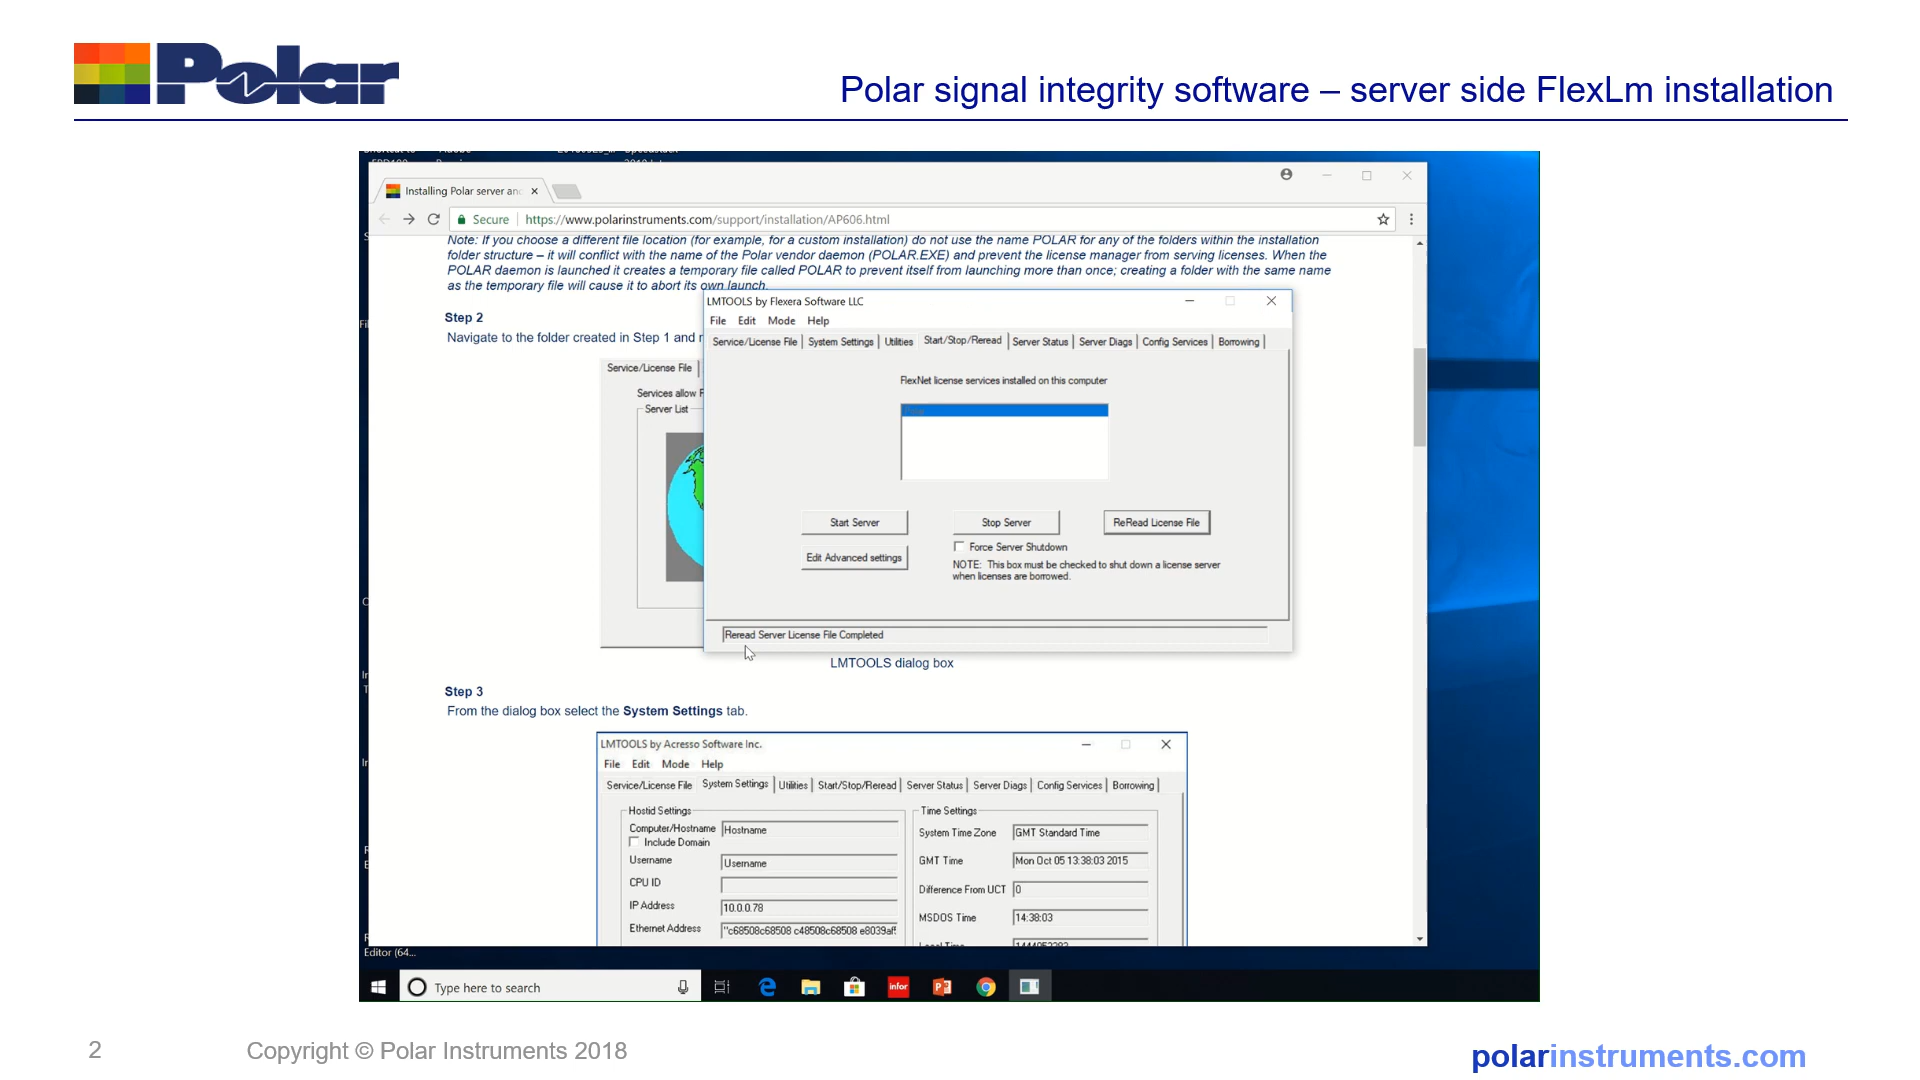 Polar
Polar signal integrity software – server side FlexLm installation
Installing Polar server and
Secure
https://www.polarinstruments.com/support/installation/AP606.html
Note: If you choose a different file location (for example, for a custom installation) do not use the name POLAR for any of the folders within the installation
folder structure – it will conflict with the name of the Polar vendor daemon (POLAR.EXE) and prevent the license manager from serving licenses. When the
POLAR daemon is launched it creates a temporary file called POLAR to prevent itself from launching more than once; creating a folder with the same name
as the temporary file will cause it to abort its own launch.
LMTOOLS by Flexera Software LLC
File Edit Mode Help
Service/License File System Settings Utilities Start/Stop/Reread Server Status Server Diags Config Services Borrowing
FlexNet license services installed on this computer
Start Server Stop Server ReRead License File
Force Server Shutdown
Edit Advanced settings
NOTE: This box must be checked to shut down a license server
when licenses are borrowed.
Reread Server License File Completed
Step 2
Navigate to the folder created in Step 1 and
Service/License File
Services allow
Server List
LMTOOLS dialog box
Step 3
From the dialog box select the System Settings tab.
LMTOOLS by Acresso Software Inc.
File Edit Mode Help
Service/License File System Settings Utilities Start/Stop/Reread Server Status Server Diags Config Services Borrowing
Hostid Settings
Computer/Hostname Hostname
Include Domain
Username Username
CPU ID
IP Address 10.0.0.78
Ethernet Address "c68508c68508 c48508c68508 e8039af5
Time Settings
System Time Zone GMT Standard Time
GMT Time Mon Oct 05 13:38:03 2015
Difference From UCT 0
MSDOS Time 14:38:03
Editor (64...
Type here to search
infor
2
Copyright © Polar Instruments 2018
polarinstruments.com